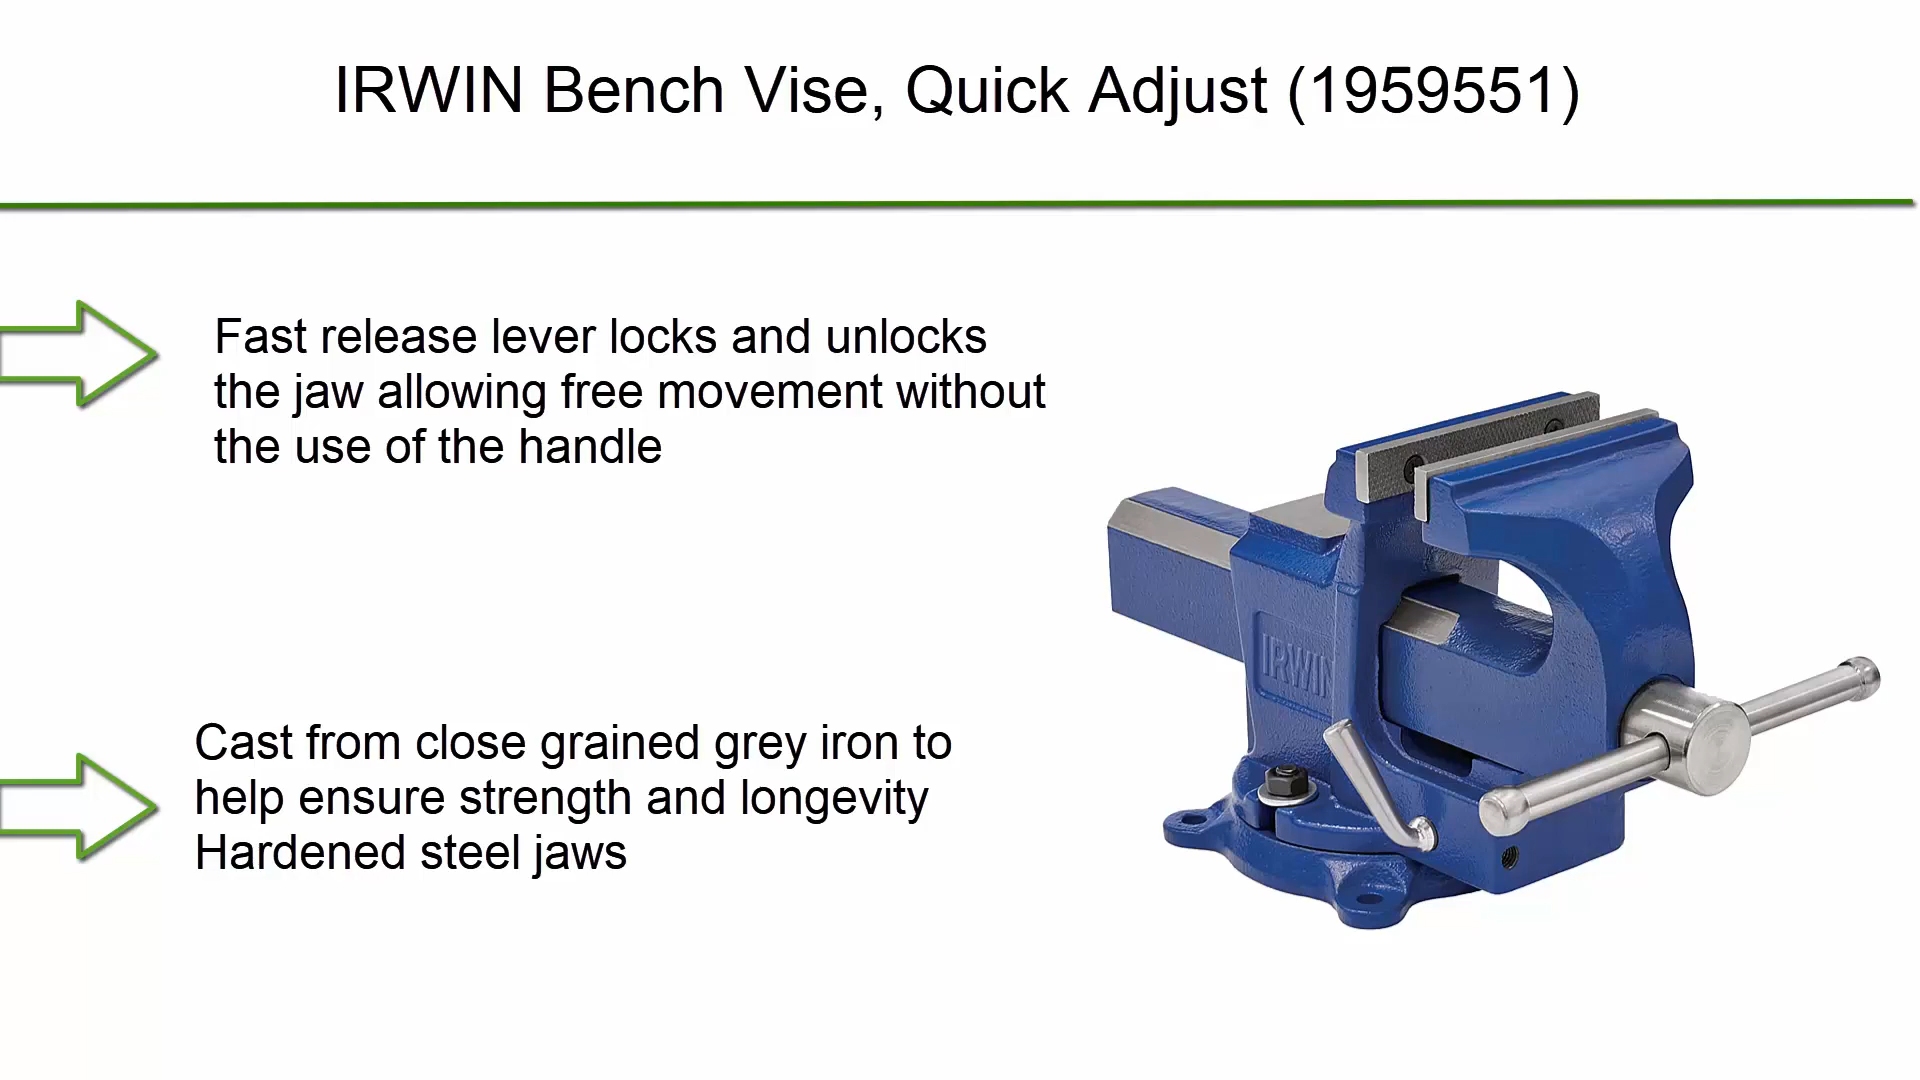 IRWIN Bench Vise, Quick Adjust (1959551)
Fast release lever locks and unlocks
the jaw allowing free movement without
the use of the handle
IRWIN
Cast from close grained grey iron to
help ensure strength and longevity
Hardened steel jaws